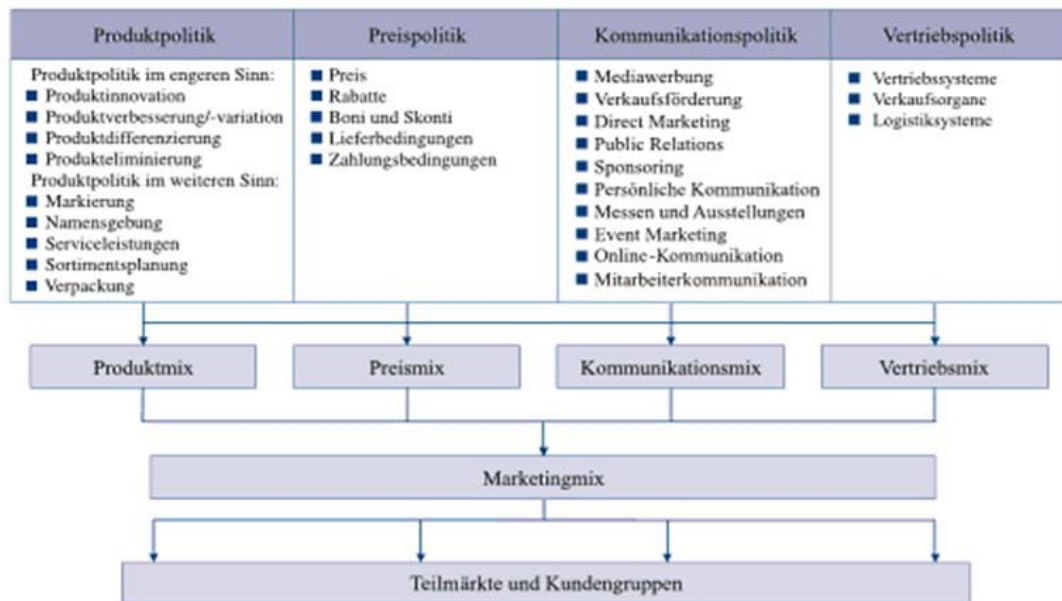 Produktpolitik
Produktpolitik im engeren Sinn:
Produktinnovation
Produktverbesserung/-variation
Produktdifferenzierung
Produkteliminierung
Produktpolitik im weiteren Sinn:
Markierung
Namensgebung
Serviceleistungen
Sortimentsplanung
Verpackung
Preispolitik
Preis
Rabatte
Boni und Skonti
Lieferbedingungen
Zahlungsbedingungen
Kommunikationspolitik
Mediawerbung
Verkaufsförderung
Direct Marketing
Public Relations
Sponsoring
Persönliche Kommunikation
Messen und Ausstellungen
Event Marketing
Online-Kommunikation
Mitarbeiterkommunikation
Vertriebspolitik
Vertriebssysteme
Verkaufsorgane
Logistiksysteme
Produktmix
Preismix
Kommunikationsmix
Vertriebsmix
Marketingmix
Teilmärkte und Kundengruppen